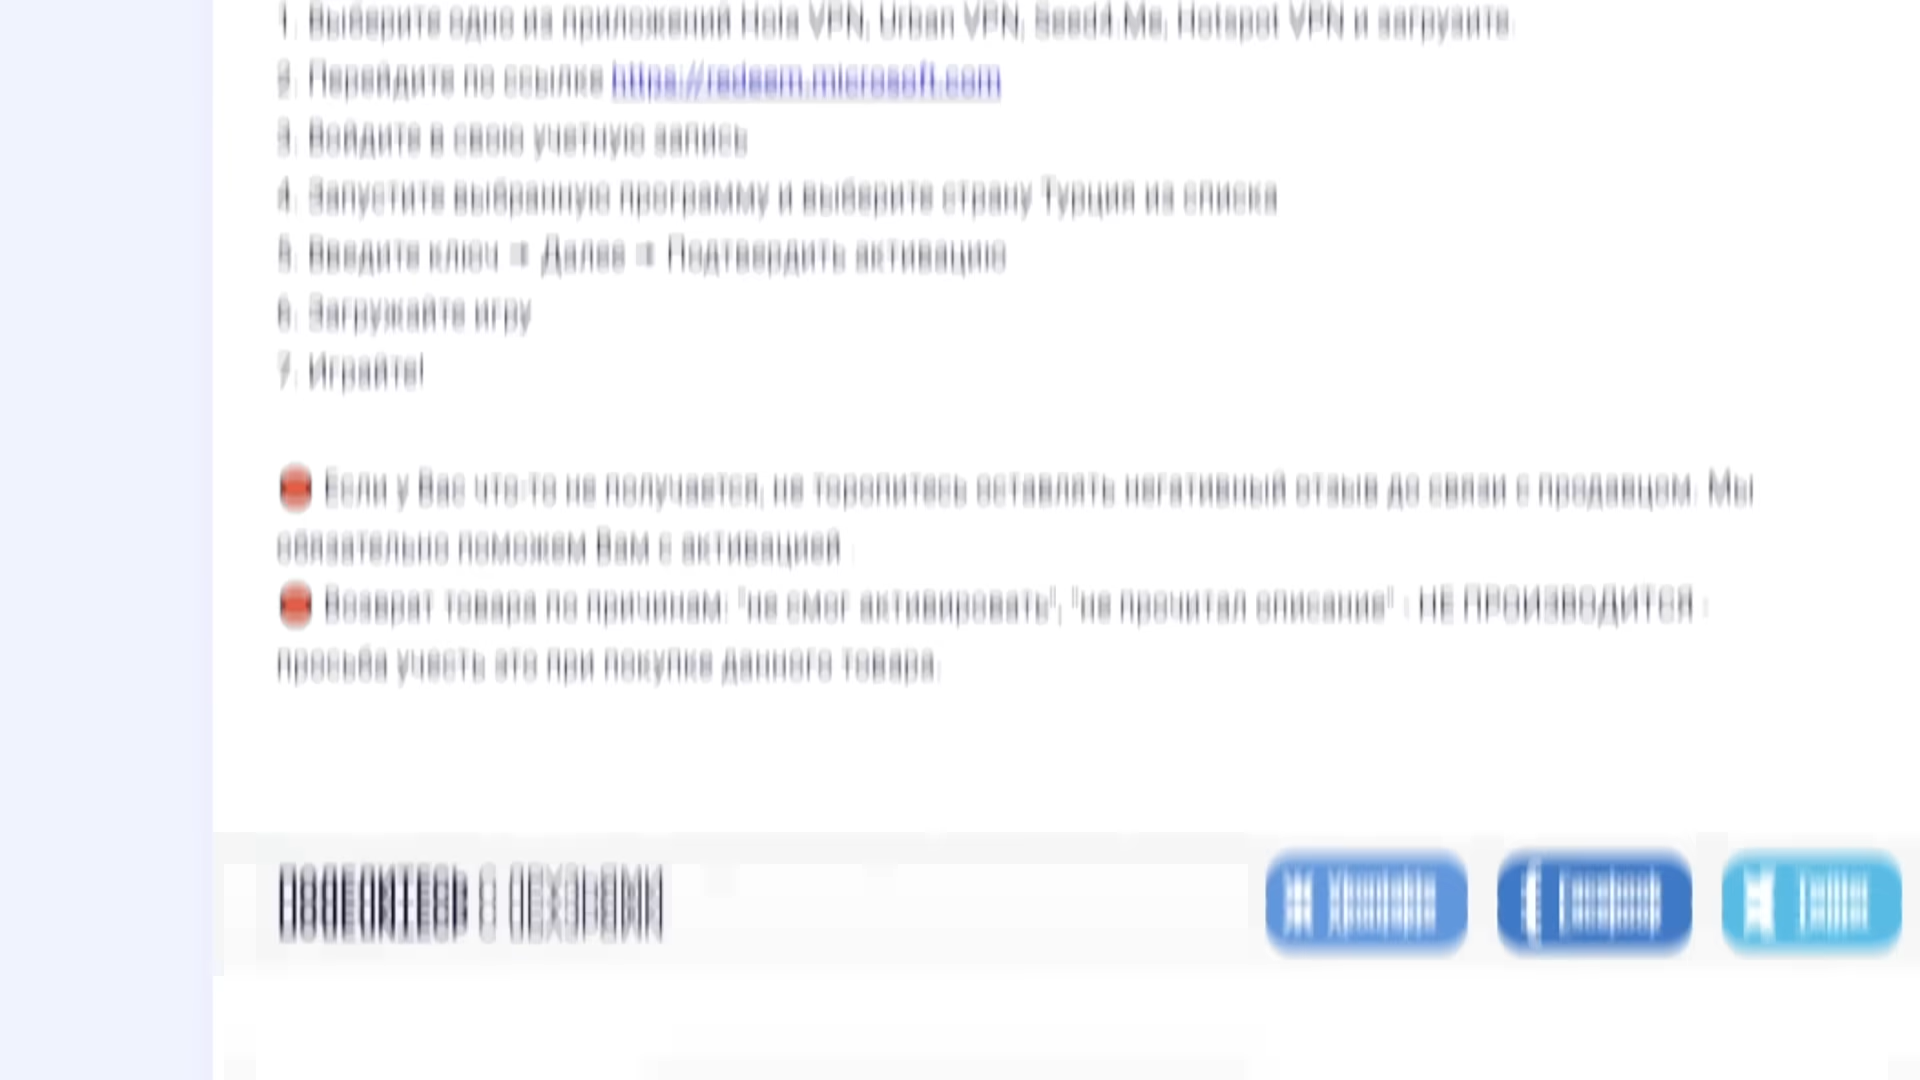 1. Выберите одно из приложений Hola VPN, Urban VPN, Seed4.Me, Hotspot VPN и загрузите.
2. Перейдите по ссылке https://redeem.microsoft.com
3. Войдите в свою учетную запись
4. Запустите выбранную программу и выберите страну Турция из списка
5. Введите ключ ⇒ Далее ⇒ Подтвердить активацию
6. Загружайте игру
7. Играйте!
Если у Вас что-то не получается, не торопитесь оставлять негативный отзыв до связи с продавцом. Мы
обязательно поможем Вам с активацией .
Возврат товара по причинам: "не смог активировать", "не прочитал описание" - НЕ ПРОИЗВОДИТСЯ -
просьба учесть это при покупке данного товара.
ПОДЕЛИТЕСЬ С ДРУЗЬЯМИ
Facebook